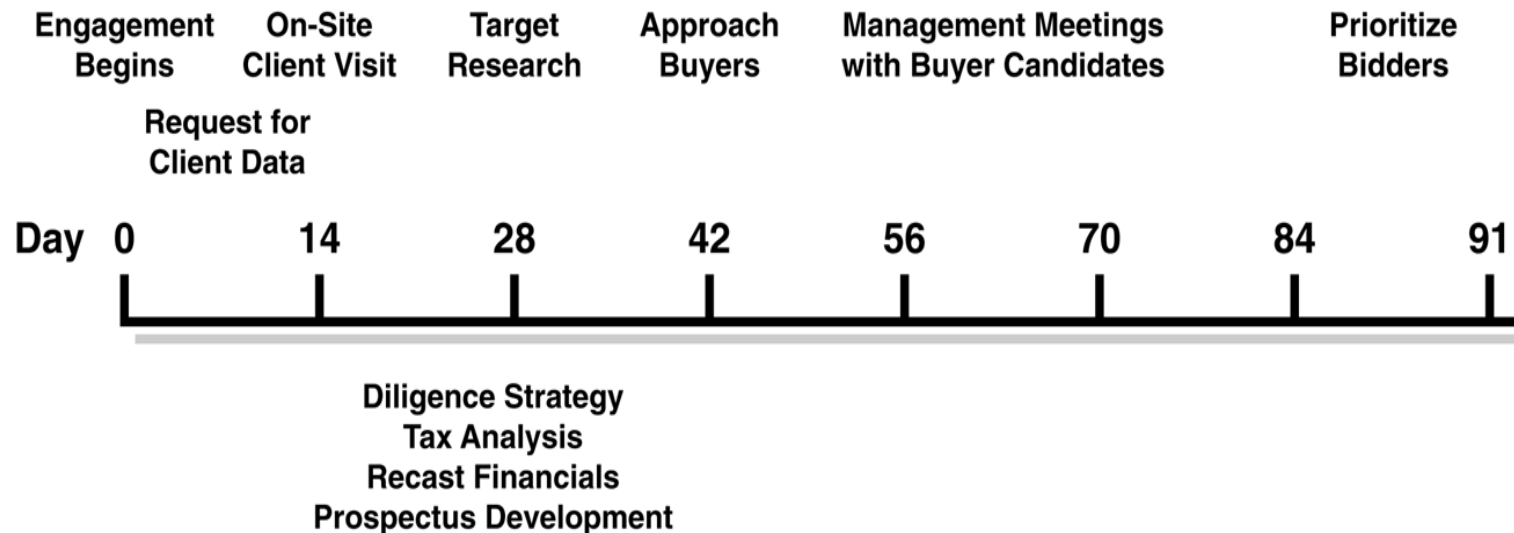 Engagement Begins
Request for Client Data
On-Site Client Visit
Target Research
Approach Buyers
Management Meetings with Buyer Candidates
Prioritize Bidders
Day 0 14 28 42 56 70 84 91
Diligence Strategy
Tax Analysis
Recast Financials
Prospectus Development